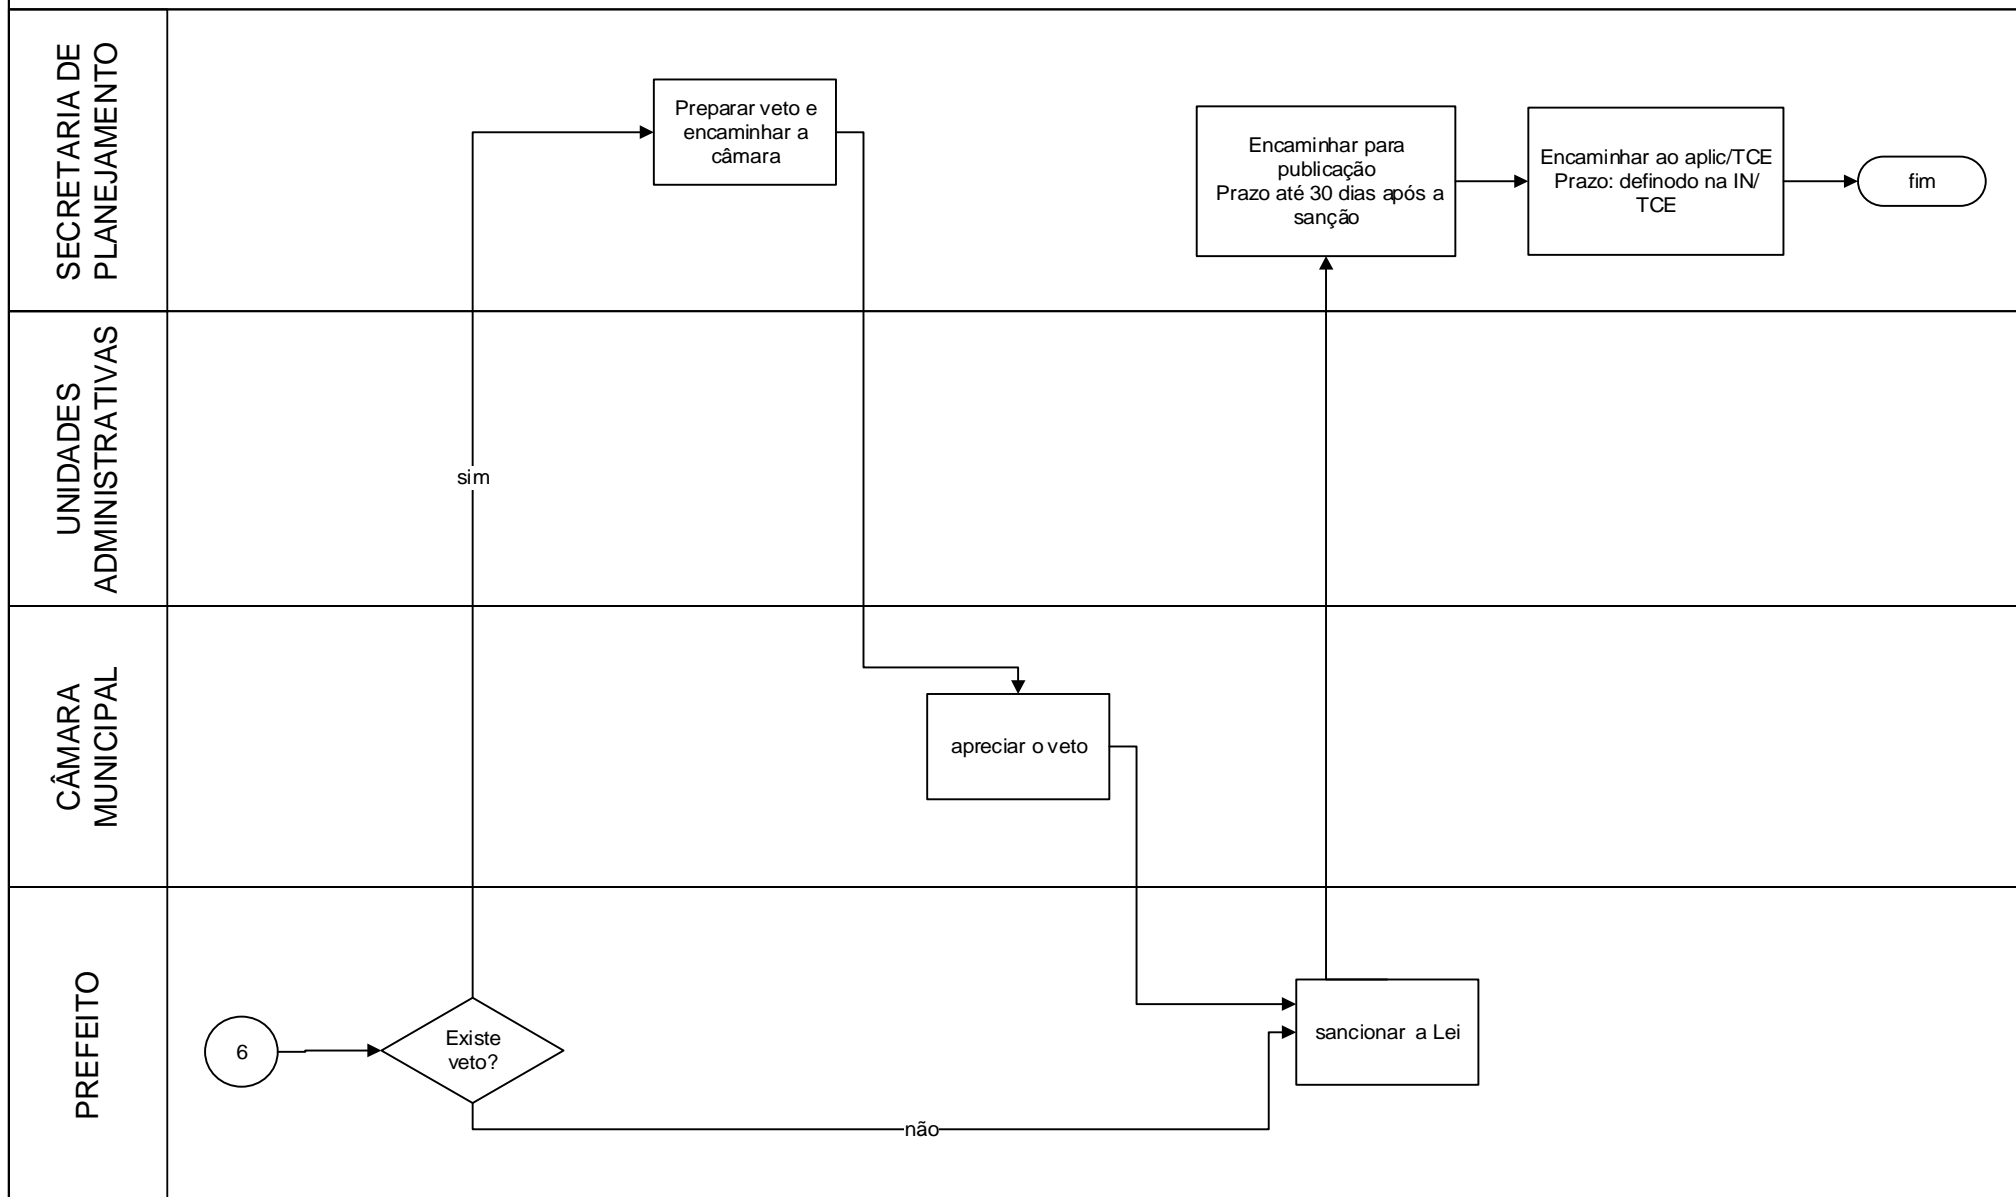 SECRETARIA DE
PLANEJAMENTO
Preparar veto e
encaminhar a
câmara
Encaminhar para
publicação
Prazo até 30 dias após a
sanção
Encaminhar ao aplic/TCE
Prazo: definodo na IN/
TCE
fim
UNIDADES
ADMINISTRATIVAS
sim
CÂMARA
MUNICIPAL
apreciar o veto
PREFEITO
6
Existe
veto?
sancionar a Lei
não